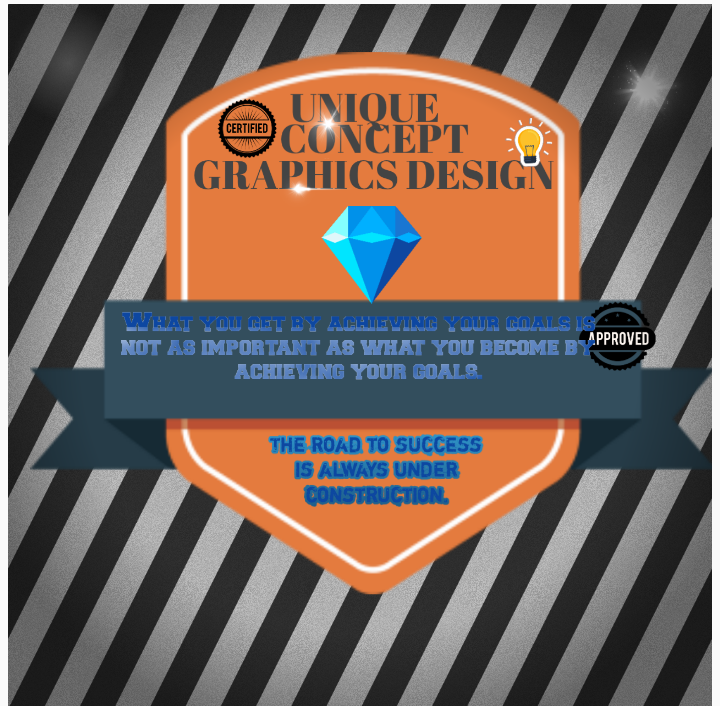 UNIQUE
CONCEPT
GRAPHICS DESIGN
CERTIFIED
What you get by achieving your goals is
not as important as what you become by
achieving your goals.
APPROVED
THE ROAD TO SUCCESS
IS ALWAYS UNDER
CONSTRUCTION.